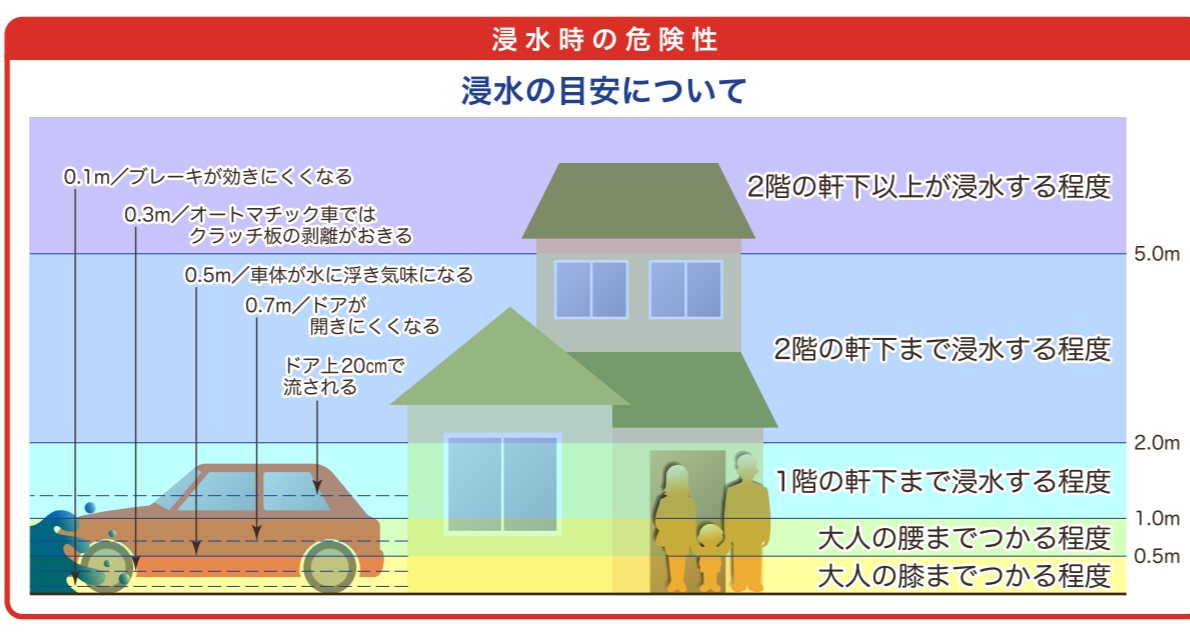 浸水時の危険性
浸水の目安について
0.1m／ブレーキが効きにくくなる
0.3m／オートマチック車では
クラッチ板の剥離がおきる
0.5m／車体が水に浮き気味になる
0.7m／ドアが
開きにくくなる
ドア上20㎝で
流される
2階の軒下以上が浸水する程度
5.0m
2階の軒下まで浸水する程度
2.0m
1階の軒下まで浸水する程度
1.0m
大人の腰までつかる程度
0.5m
大人の膝までつかる程度